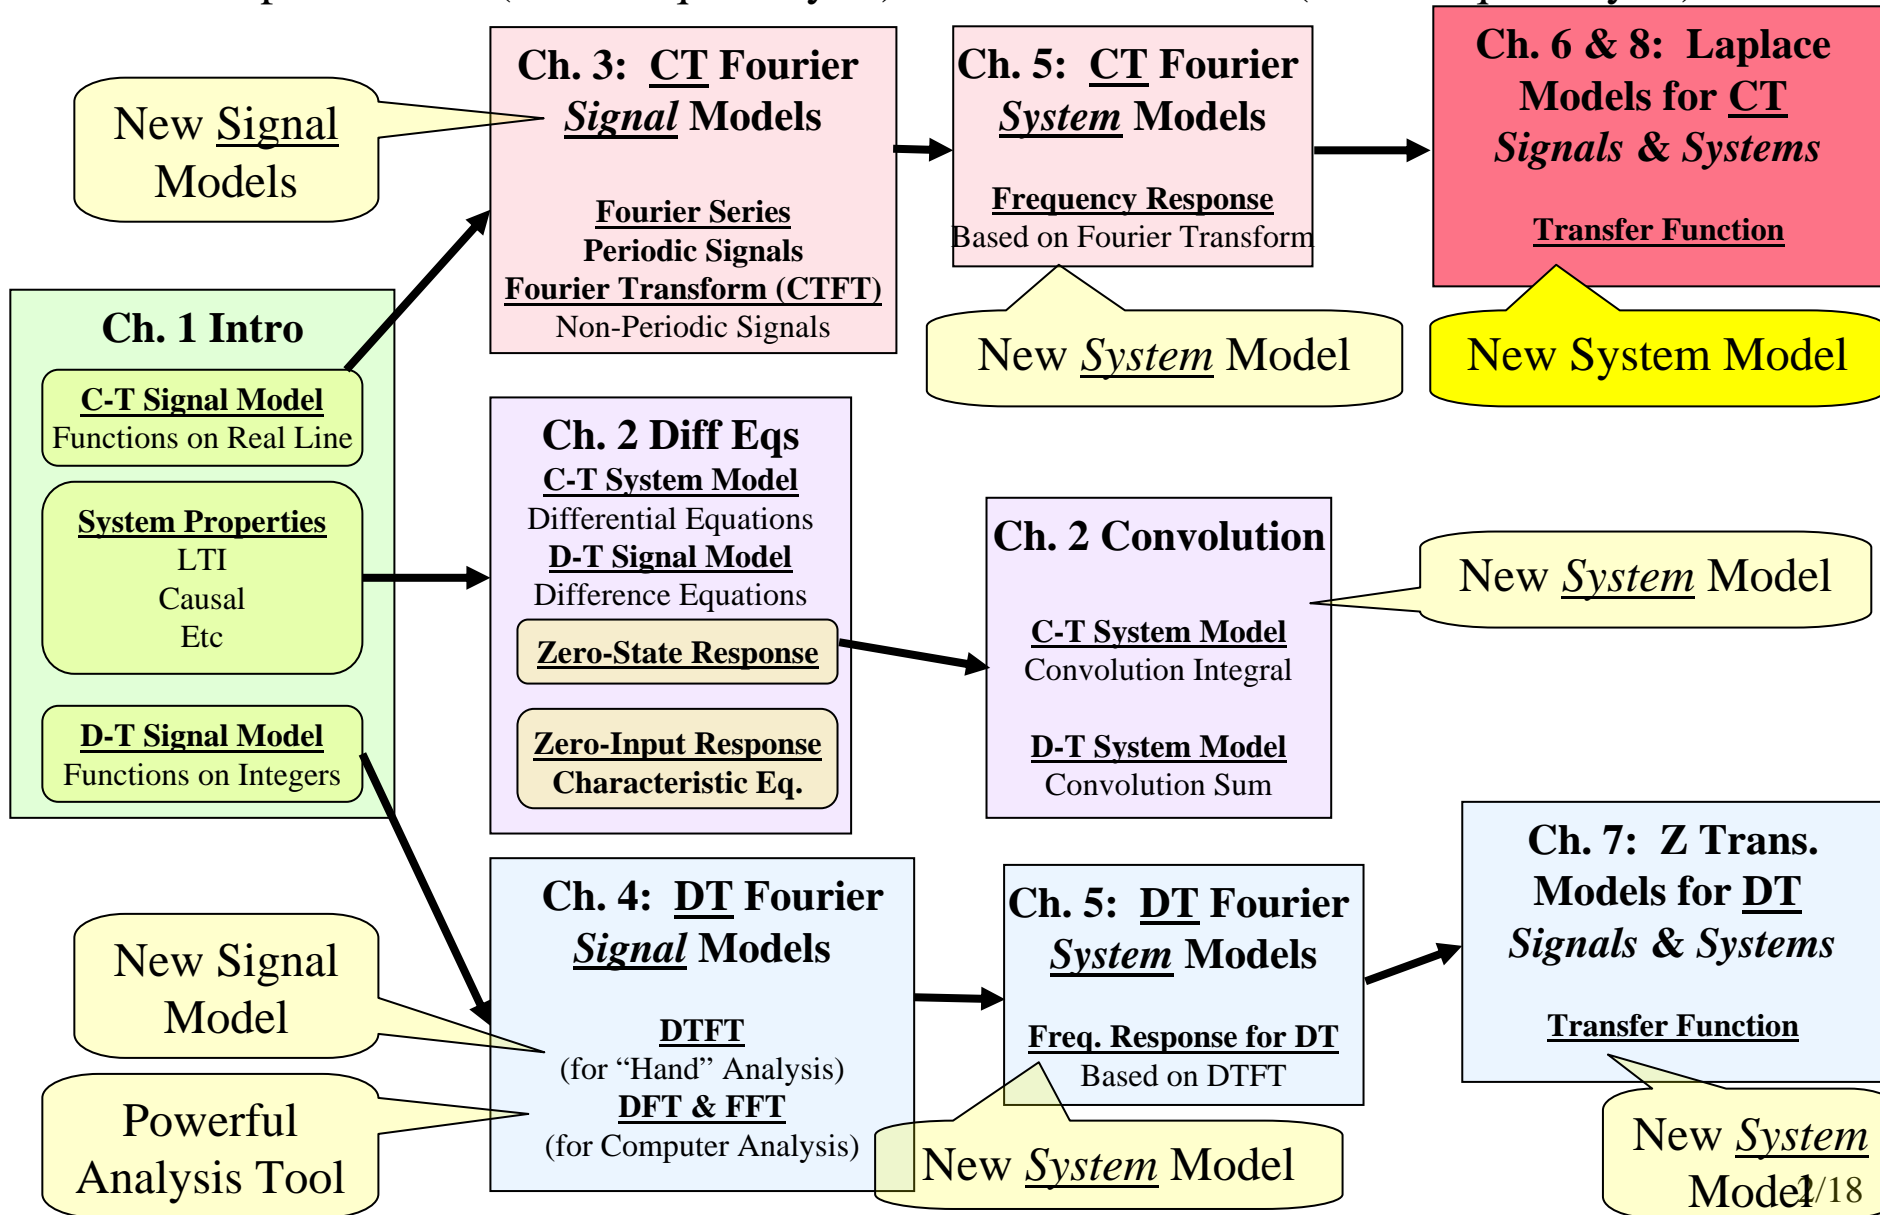 New Signal
Models
Ch. 3: CT Fourier
Signal Models
Fourier Series
Periodic Signals
Fourier Transform (CTFT)
Non-Periodic Signals
Ch. 5: CT Fourier
System Models
Frequency Response
Based on Fourier Transform
New System Model
Ch. 6 & 8: Laplace
Models for CT
Signals & Systems
Transfer Function
New System Model
Ch. 1 Intro
C-T Signal Model
Functions on Real Line
System Properties
LTI
Causal
Etc
D-T Signal Model
Functions on Integers
Ch. 2 Diff Eqs
C-T System Model
Differential Equations
D-T Signal Model
Difference Equations
Zero-State Response
Zero-Input Response
Characteristic Eq.
Ch. 2 Convolution
C-T System Model
Convolution Integral
D-T System Model
Convolution Sum
New System Model
New Signal
Model
Powerful
Analysis Tool
Ch. 4: DT Fourier
Signal Models
DTFT
(for “Hand” Analysis)
DFT & FFT
(for Computer Analysis)
Ch. 5: DT Fourier
System Models
Freq. Response for DT
Based on DTFT
New System Model
Ch. 7: Z Trans.
Models for DT
Signals & Systems
Transfer Function
New System
Model
2/18